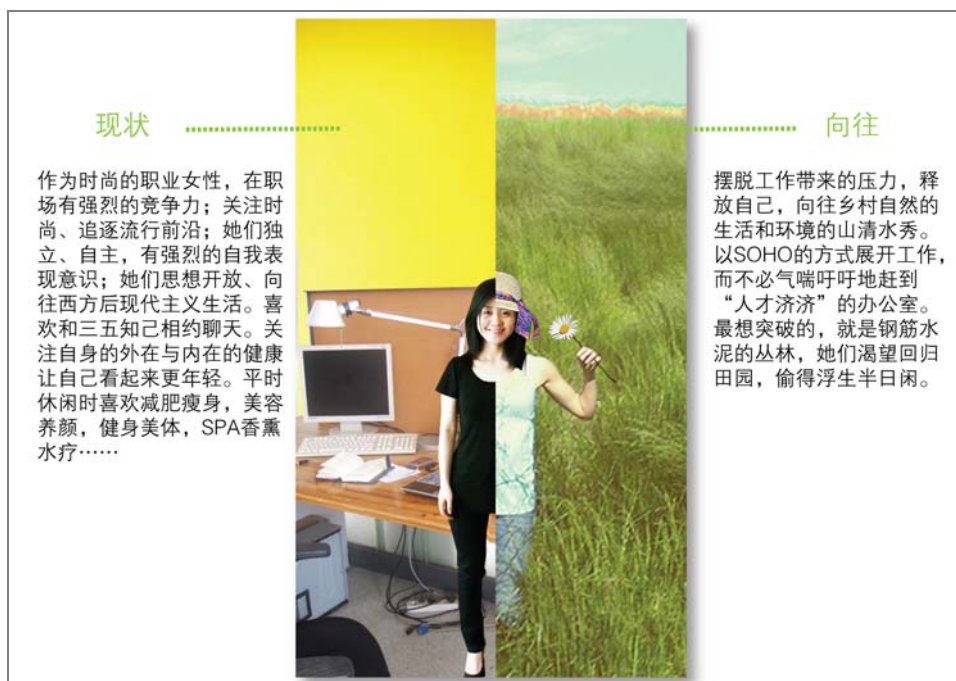 现状
作为时尚的职业女性，在职
场有强烈的竞争力；关注时
尚、追逐流行前沿；她们独
立、自主，有强烈的自我表
现意识；她们思想开放、向
往西方后现代主义生活。喜
欢和三五知己相约聊天。关
注自身的外在与内在的健康
让自己看起来更年轻。平时
休闲时喜欢减肥瘦身，美容
养颜，健身美体，SPA香熏
水疗……
向往
摆脱工作带来的压力，释
放自己，向往乡村自然的
生活和环境的山清水秀。
以SOHO的方式展开工作，
而不必气喘吁吁地赶到
“人才济济”的办公室。
最想突破的，就是钢筋水
泥的丛林，她们渴望回归
田园，偷得浮生半日闲。